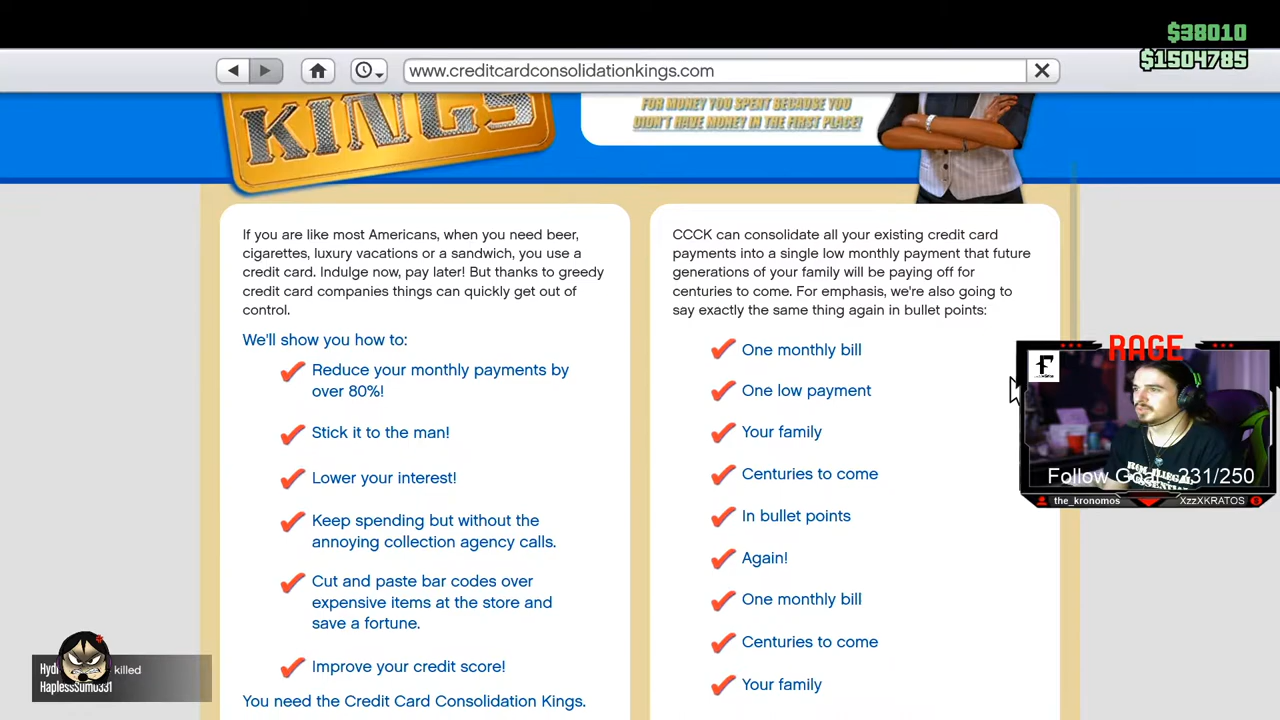 $38010
$1504785
www.creditcardconsolidationkings.com
KINGS
FOR MONEY YOU SPENT BECAUSE YOU
DIDN'T HAVE MONEY IN THE FIRST PLACE!
If you are like most Americans, when you need beer,
cigarettes, luxury vacations or a sandwich, you use a
credit card. Indulge now, pay later! But thanks to greedy
credit card companies things can quickly get out of
control.
We'll show you how to:
Reduce your monthly payments by
over 80%!
Stick it to the man!
Lower your interest!
Keep spending but without the
annoying collection agency calls.
Cut and paste bar codes over
expensive items at the store and
save a fortune.
Improve your credit score!
You need the Credit Card Consolidation Kings.
CCCK can consolidate all your existing credit card
payments into a single low monthly payment that future
generations of your family will be paying off for
centuries to come. For emphasis, we're also going to
say exactly the same thing again in bullet points:
One monthly bill
One low payment
Your family
Centuries to come
In bullet points
Again!
One monthly bill
Centuries to come
Your family
RAGE
Follow Goal 231/250
the_kronomos
XzzXKRATOS
killed
HaplessSumo331